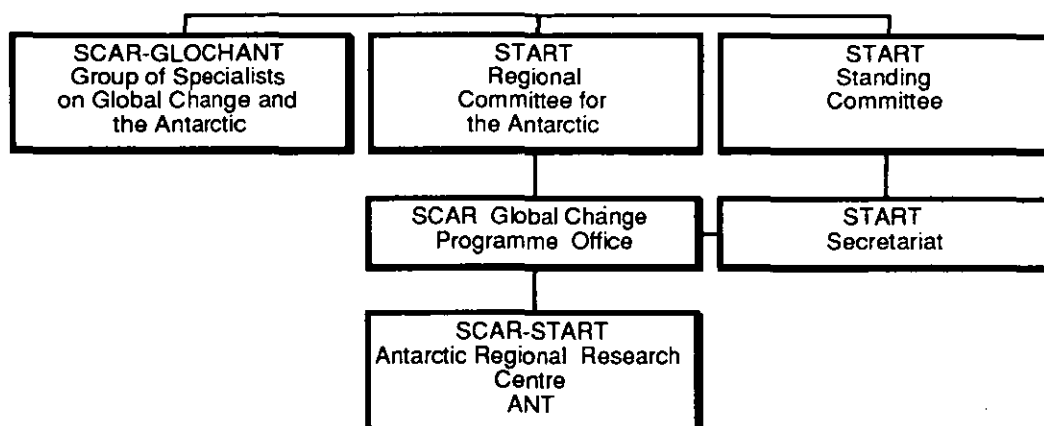 SCAR-GLOCHANT
Group of Specialists
on Global Change and
the Antarctic
START
Regional
Committee for
the Antarctic
START
Standing
Committee
SCAR Global Change
Programme Office
START
Secretariat
SCAR-START
Antarctic Regional Research
Centre
ANT